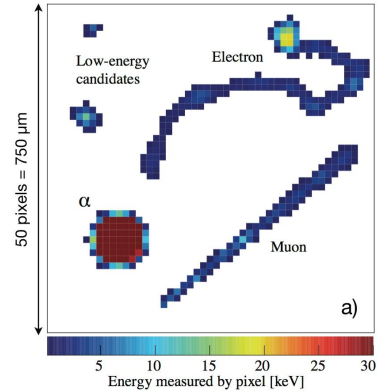 Low-energy
candidates
Electron
50 pixels = 750 μm
α
Muon
a)
5 10 15 20 25 30
Energy measured by pixel [keV]